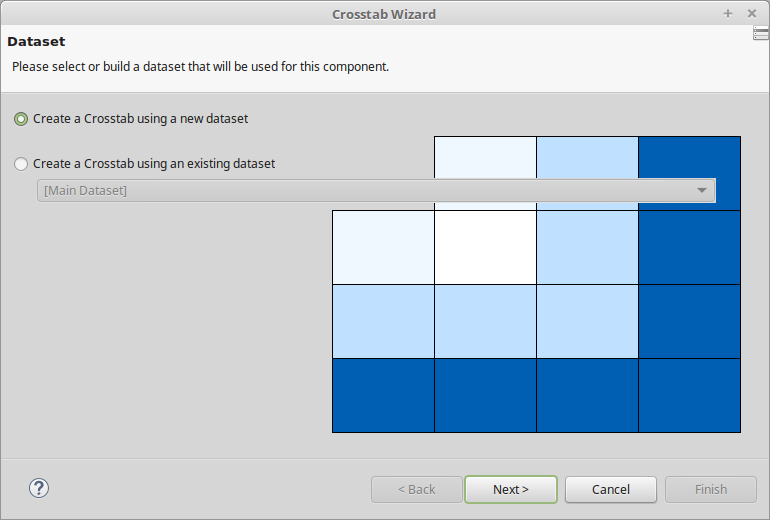 Crosstab Wizard
Dataset
Please select or build a dataset that will be used for this component.
Create a Crosstab using a new dataset
Create a Crosstab using an existing dataset
[Main Dataset]
?
< Back Next > Cancel Finish